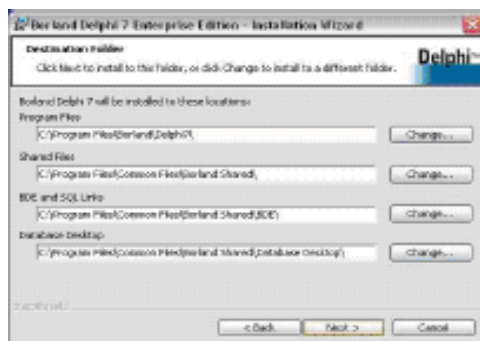 Borland Delphi 7 Enterprise Edition - Installation Wizard
Destination Folder
Click Next to install to this folder, or click Change to install to a different folder.
Delphi™
Borland Delphi 7 will be installed to these locations:
Program Files
C:\Program Files\Borland\Delphi7\
Change...
Shared Files
C:\Program Files\Common Files\Borland Shared\
Change...
BDE and SQL Links
C:\Program Files\Common Files\Borland Shared\BDE\
Change...
Database Desktop
C:\Program Files\Common Files\Borland Shared\Database Desktop\
Change...
InstallShield
< Back
Next >
Cancel